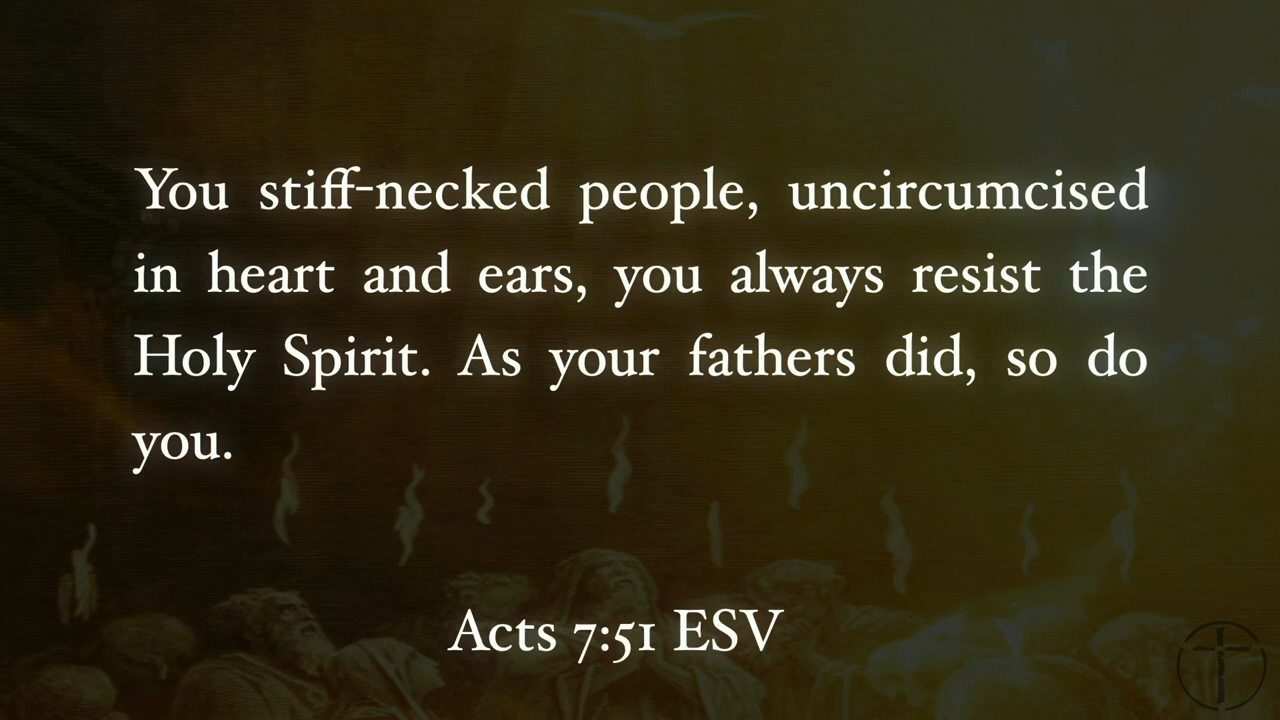 You stiff-necked people, uncircumcised
in heart and ears, you always resist the
Holy Spirit. As your fathers did, so do
you.
Acts 7:51 ESV